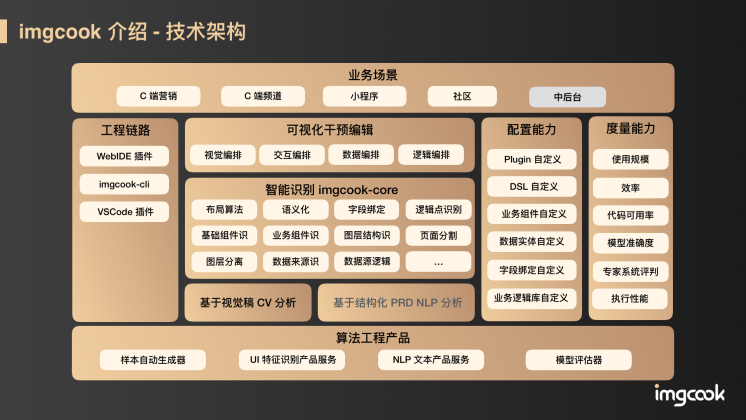 imgcook 介绍 - 技术架构
业务场景
C 端营销
C 端频道
小程序
社区
中后台
工程链路
WebIDE 插件
imgcook-cli
VSCode 插件
可视化干预编辑
视觉编排
交互编排
数据编排
逻辑编排
智能识别 imgcook-core
布局算法
语义化
字段绑定
逻辑点识别
基础组件识
业务组件识
图层结构识
页面分割
图层分离
数据来源识
数据源逻辑
...
基于视觉稿 CV 分析
基于结构化 PRD NLP 分析
配置能力
Plugin 自定义
DSL 自定义
业务组件自定义
数据实体自定义
字段绑定自定义
业务逻辑库自定义
度量能力
使用规模
效率
代码可用率
模型准确度
专家系统评判
执行性能
算法工程产品
样本自动生成器
UI 特征识别产品服务
NLP 文本产品服务
模型评估器
imgcook